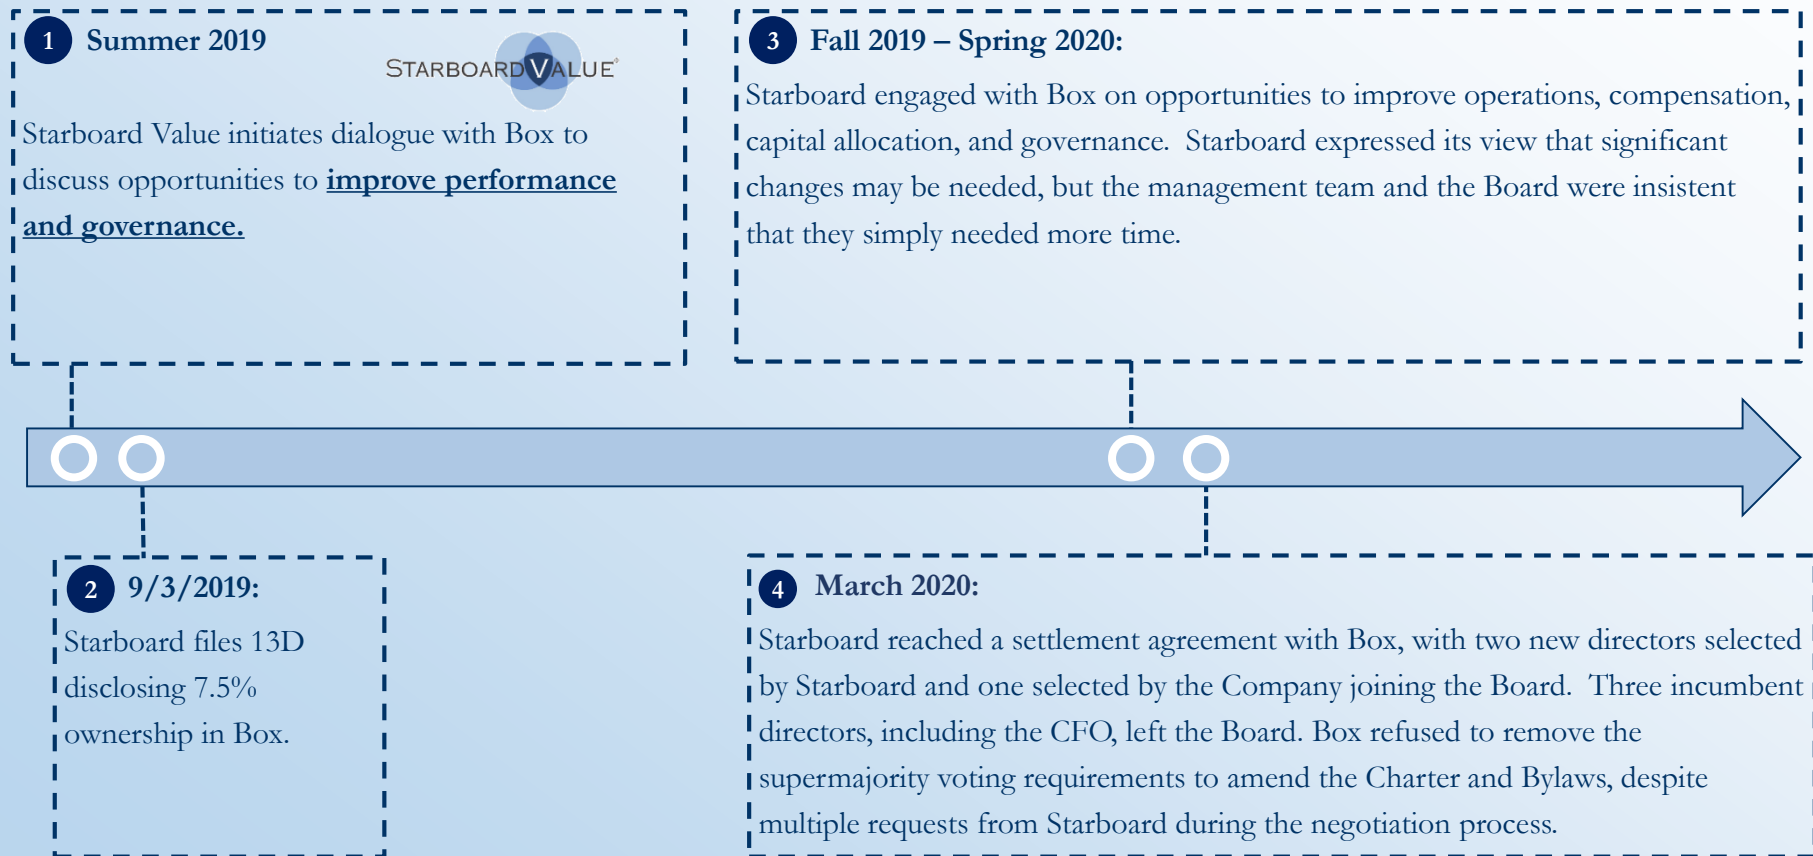 1 Summer 2019
STARBOARD VALUE
Starboard Value initiates dialogue with Box to
discuss opportunities to improve performance
and governance.
3 Fall 2019 – Spring 2020:
Starboard engaged with Box on opportunities to improve operations, compensation,
capital allocation, and governance.  Starboard expressed its view that significant
changes may be needed, but the management team and the Board were insistent
that they simply needed more time.
2 9/3/2019:
Starboard files 13D
disclosing 7.5%
ownership in Box.
4 March 2020:
Starboard reached a settlement agreement with Box, with two new directors selected
by Starboard and one selected by the Company joining the Board.  Three incumbent
directors, including the CFO, left the Board. Box refused to remove the
supermajority voting requirements to amend the Charter and Bylaws, despite
multiple requests from Starboard during the negotiation process.